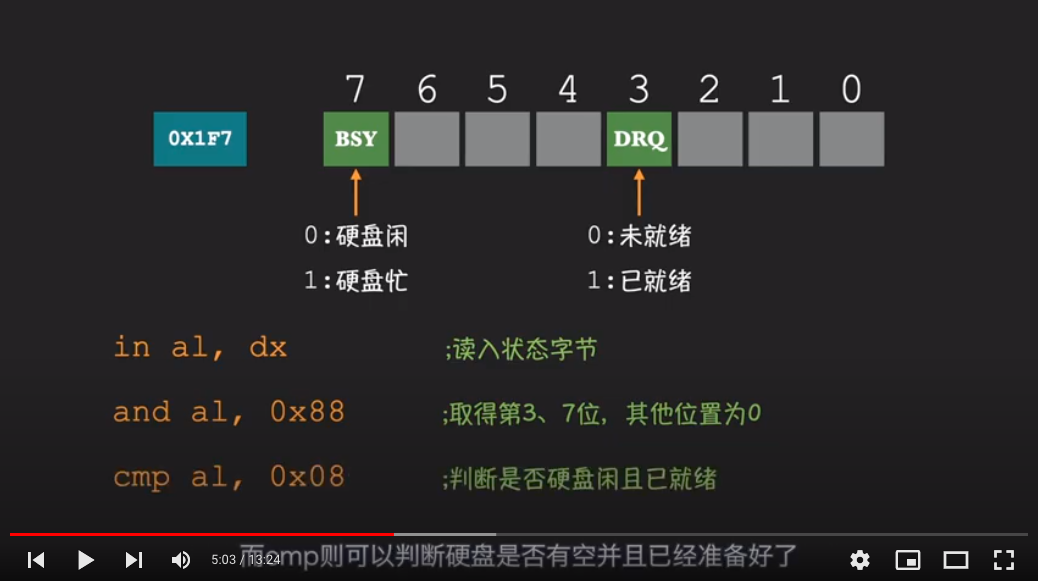 7 6 5 4 3 2 1 0
0X1F7 BSY DRQ
0:硬盘闲 0:未就绪
1:硬盘忙 1:已就绪
in al, dx ;读入状态字节
and al, 0x88 ;取得第3、7位，其他位置为0
cmp al, 0x08 ;判断是否硬盘闲且已就绪
而cmp则可以判断硬盘是否有空并且已经准备好了
5:03 / 13:24